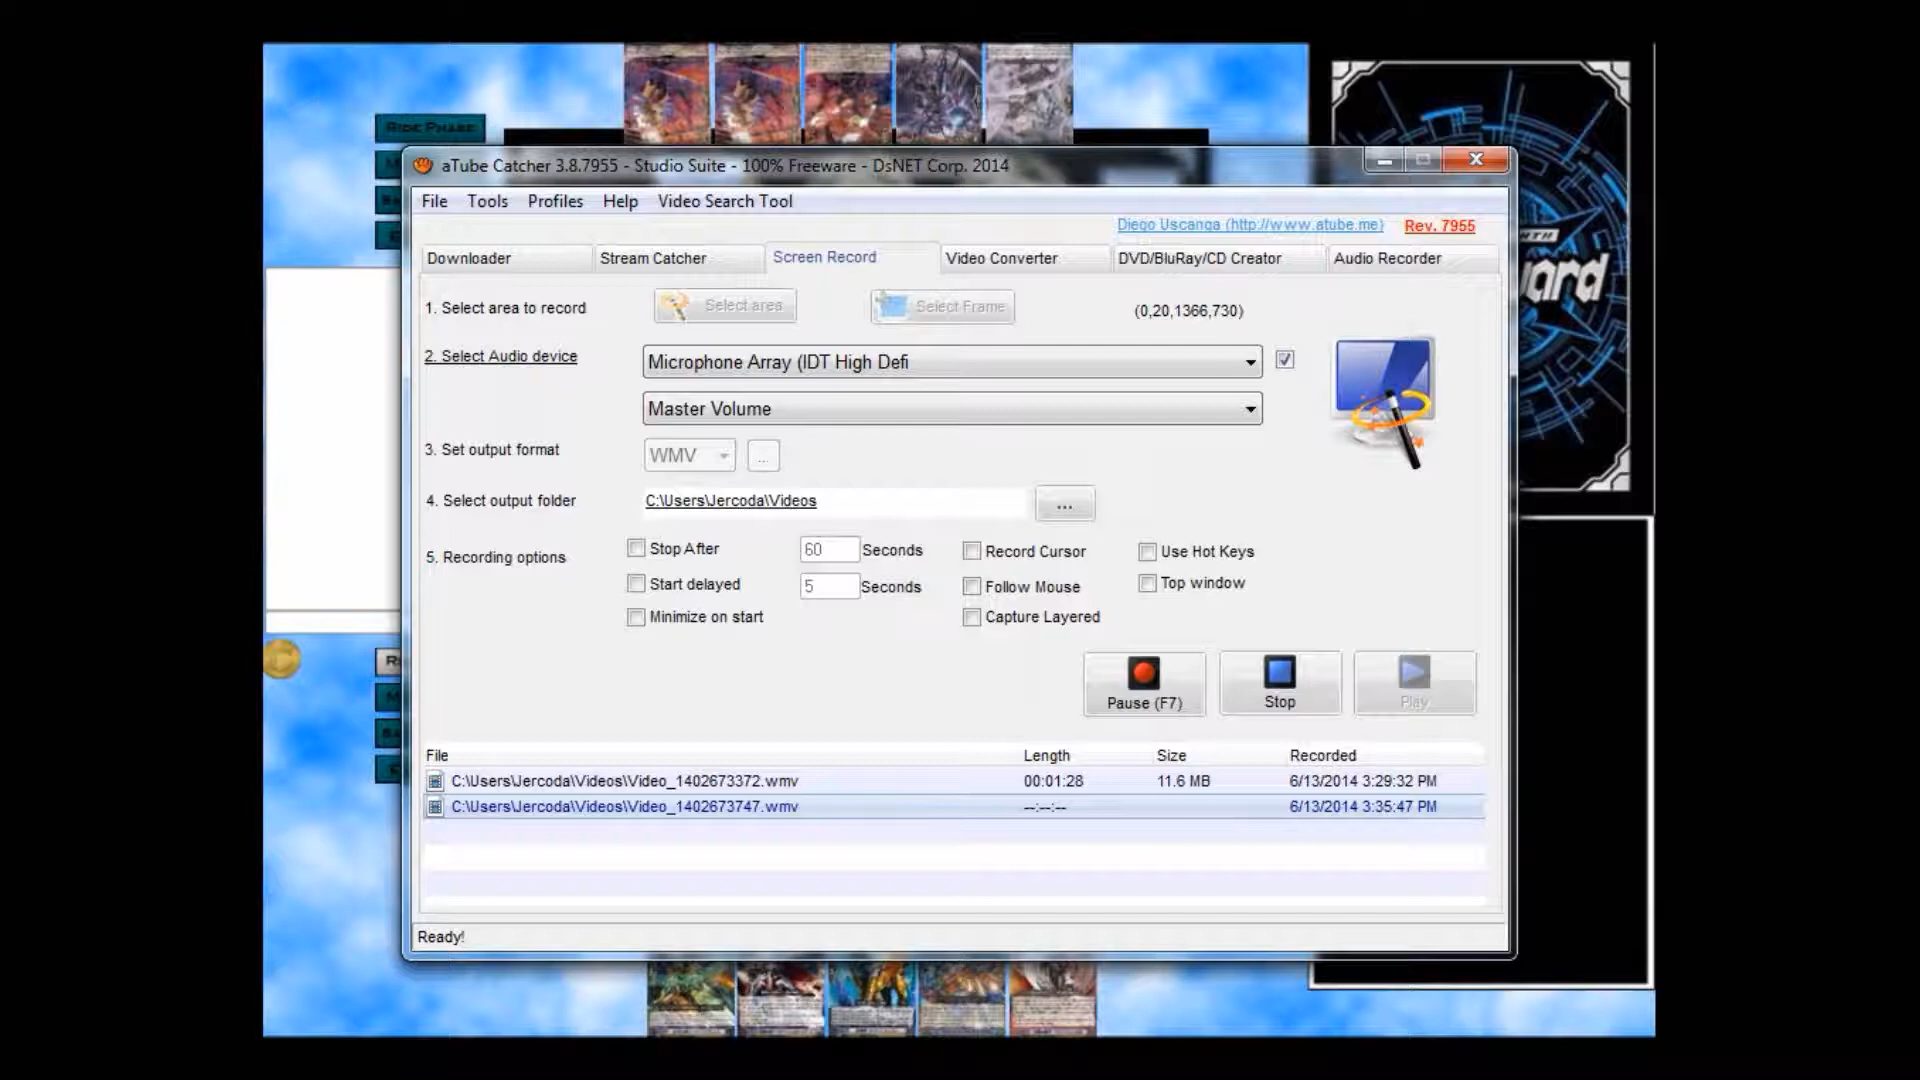 RIDE PHASE
aTube Catcher 3.8.7955 - Studio Suite - 100% Freeware - DsNET Corp. 2014
File Tools Profiles Help Video Search Tool
Diego Uscanga (http://www.atube.me) Rev. 7955
Downloader Stream Catcher Screen Record Video Converter DVD/BluRay/CD Creator Audio Recorder
1. Select area to record Select area Select Frame (0,20,1366,730)
2. Select Audio device Microphone Array (IDT High Defi
Master Volume
3. Set output format WMV ...
4. Select output folder C:\Users\Jercoda\Videos ...
5. Recording options
Stop After 60 Seconds Record Cursor Use Hot Keys
Start delayed 5 Seconds Follow Mouse Top window
Minimize on start Capture Layered
Pause (F7) Stop Play
File Length Size Recorded
C:\Users\Jercoda\Videos\Video_1402673372.wmv 00:01:28 11.6 MB 6/13/2014 3:29:32 PM
C:\Users\Jercoda\Videos\Video_1402673747.wmv --:--:-- 6/13/2014 3:35:47 PM
Ready!